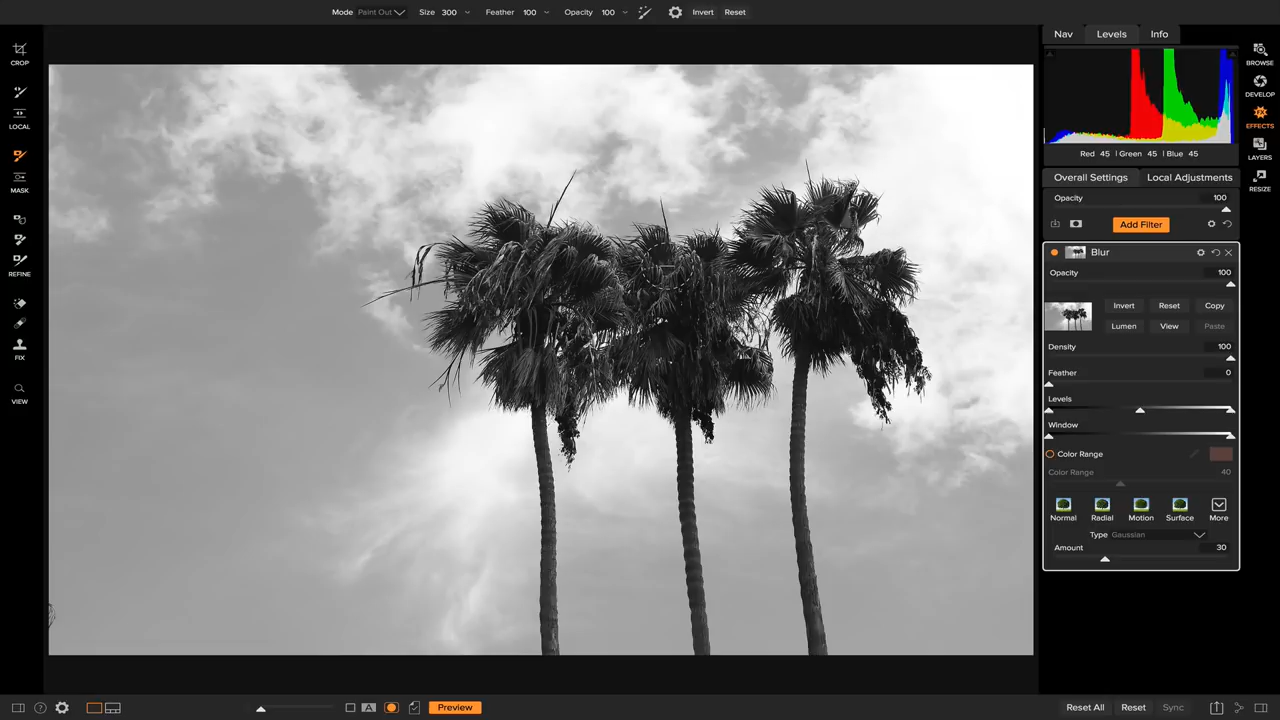 Mode Paint Out Size 300 Feather 100 Opacity 100 Invert Reset
Nav Levels Info
CROP
LOCAL
MASK
REFINE
FIX
VIEW
BROWSE
DEVELOP
EFFECTS
LAYERS
RESIZE
Red 45 | Green 45 | Blue 45
Overall Settings Local Adjustments
Opacity 100
Add Filter
Blur
Opacity 100
Invert Reset Copy
Lumen View Paste
Density 100
Feather 0
Levels
Window
Color Range
Color Range 40
Normal Radial Motion Surface More
Type Gaussian
Amount 30
? A Preview Reset All Reset Sync